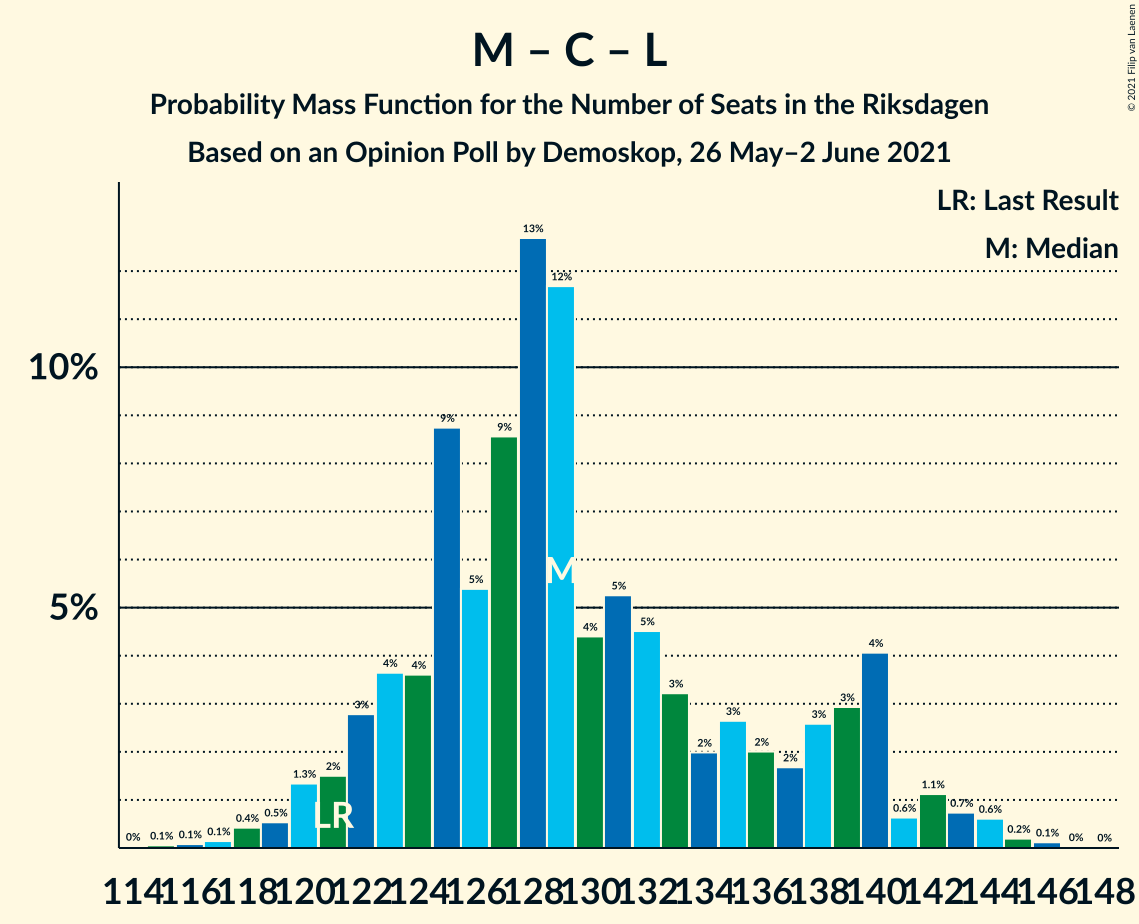 © 2021 Filip van Laenen
M – C – L
Probability Mass Function for the Number of Seats in the Riksdagen
Based on an Opinion Poll by Demoskop, 26 May–2 June 2021
LR: Last Result
M: Median
10%
5%
0% 0.1% 0.1% 0.1% 0.4% 0.5% 1.3% 2% 3% 4% 4% 9% 5% 9% 13% 12% 4% 5% 5% 3% 2% 3% 2% 2% 3% 3% 4% 0.6% 1.1% 0.7% 0.6% 0.2% 0.1% 0% 0%
M
LR
114 116 118 120 122 124 126 128 130 132 134 136 138 140 142 144 146 148